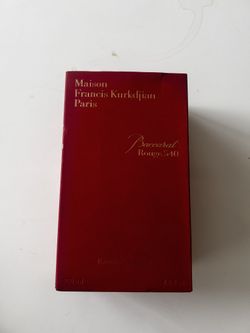 Maison
Francis Kurkdjian
Paris
Baccarat
Rouge 540